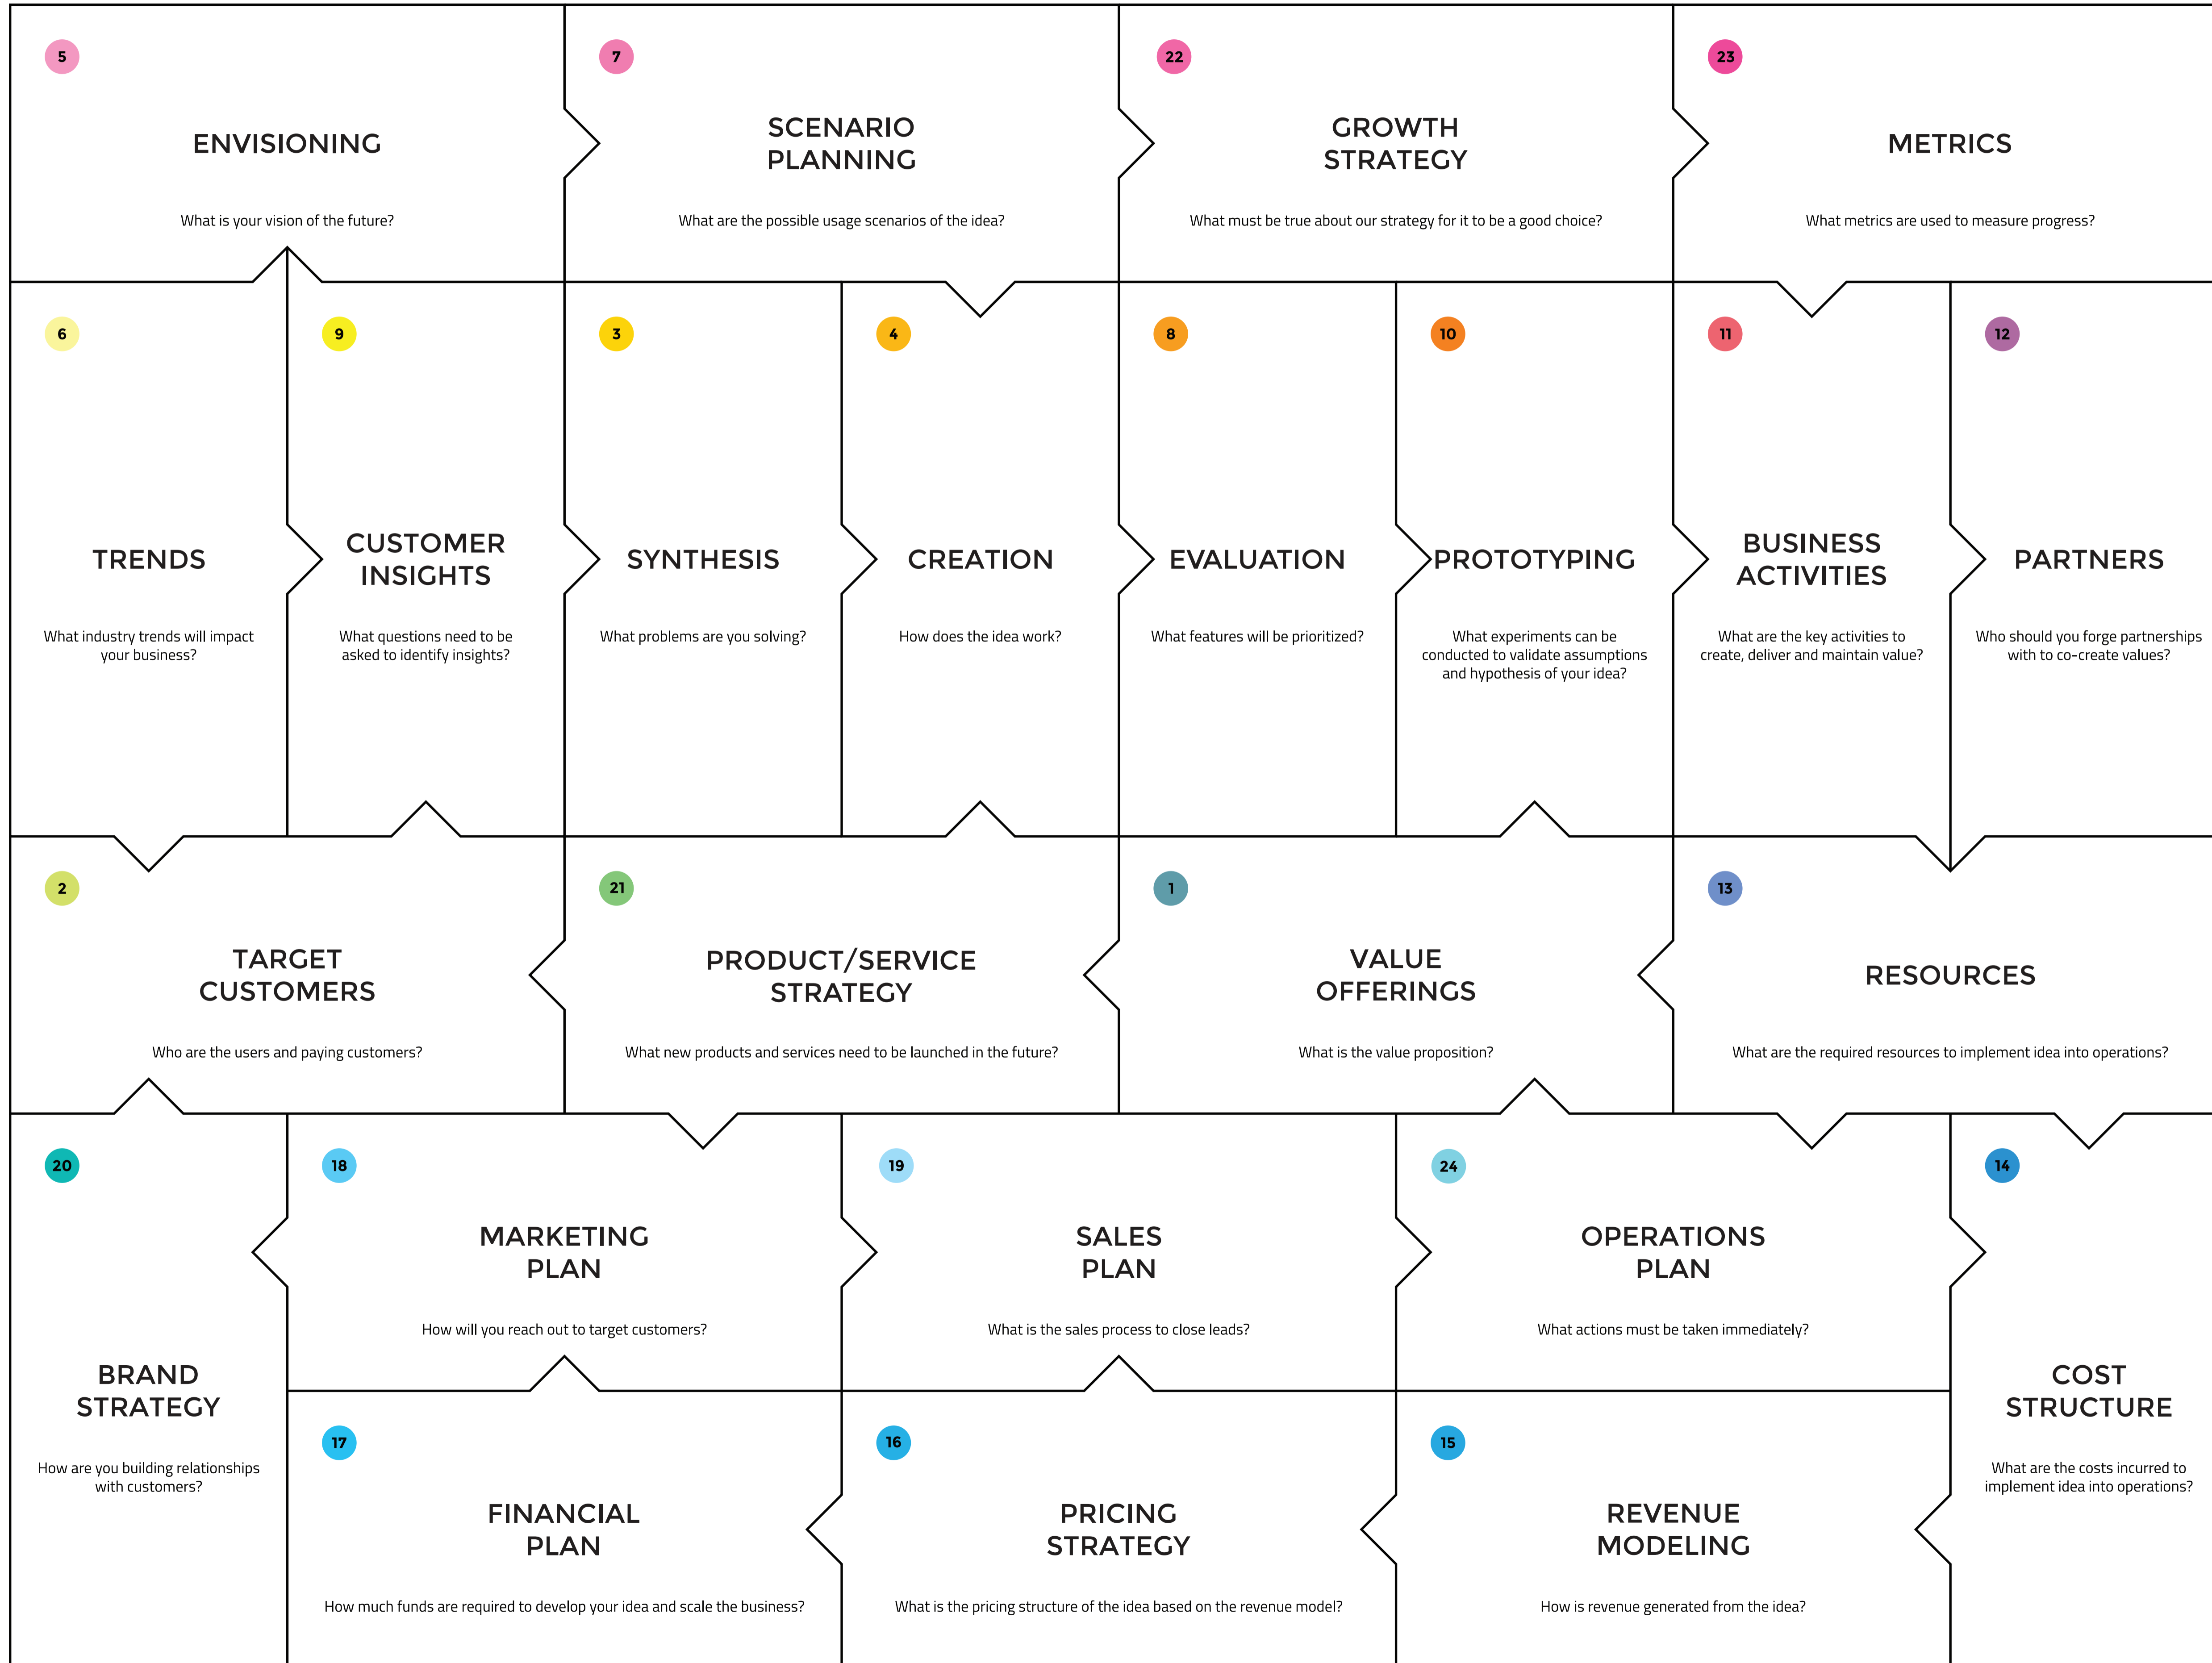 5
ENVISIONING
What is your vision of the future?
7
SCENARIO
PLANNING
What are the possible usage scenarios of the idea?
22
GROWTH
STRATEGY
What must be true about our strategy for it to be a good choice?
23
METRICS
What metrics are used to measure progress?
6
TRENDS
What industry trends will impact
your business?
9
CUSTOMER
INSIGHTS
What questions need to be
asked to identify insights?
3
SYNTHESIS
What problems are you solving?
4
CREATION
How does the idea work?
8
EVALUATION
What features will be prioritized?
10
PROTOTYPING
What experiments can be
conducted to validate assumptions
and hypothesis of your idea?
11
BUSINESS
ACTIVITIES
What are the key activities to
create, deliver and maintain value?
12
PARTNERS
Who should you forge partnerships
with to co-create values?
2
TARGET
CUSTOMERS
Who are the users and paying customers?
21
PRODUCT/SERVICE
STRATEGY
What new products and services need to be launched in the future?
1
VALUE
OFFERINGS
What is the value proposition?
13
RESOURCES
What are the required resources to implement idea into operations?
20
BRAND
STRATEGY
How are you building relationships
with customers?
18
MARKETING
PLAN
How will you reach out to target customers?
19
SALES
PLAN
What is the sales process to close leads?
24
OPERATIONS
PLAN
What actions must be taken immediately?
14
COST
STRUCTURE
What are the costs incurred to
implement idea into operations?
17
FINANCIAL
PLAN
How much funds are required to develop your idea and scale the business?
16
PRICING
STRATEGY
What is the pricing structure of the idea based on the revenue model?
15
REVENUE
MODELING
How is revenue generated from the idea?